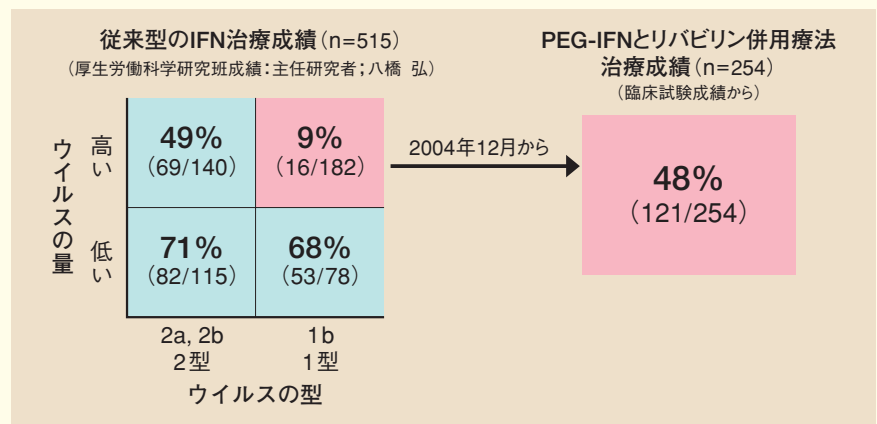 従来型のIFN治療成績（n=515）
（厚生労働科学研究班成績：主任研究者；八橋 弘）
PEG-IFNとリバビリン併用療法
治療成績（n=254）
（臨床試験成績から）
ウイルスの量
高い
49%
（69/140）
9%
（16/182）
2004年12月から
48%
（121/254）
低い
71%
（82/115）
68%
（53/78）
2a, 2b
2型
1b
1型
ウイルスの型